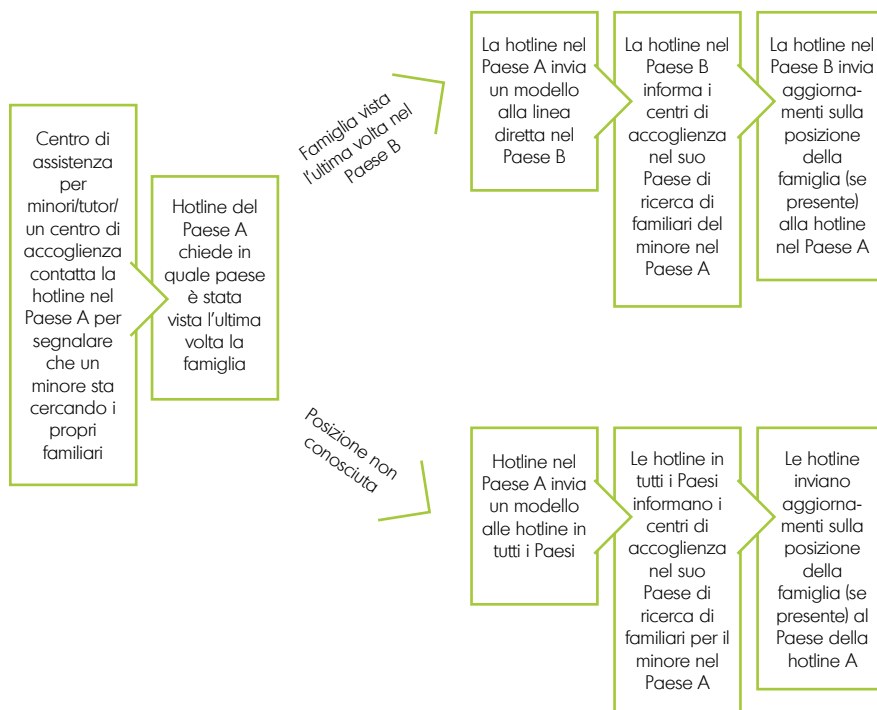 Centro di
assistenza
per
minori/tutor/
un centro di
accoglienza
contatta la
hotline nel
Paese A per
segnalare
che un
minore sta
cercando i
propri
familiari
Hotline del
Paese A
chiede in
quale paese
è stata
vista l'ultima
volta la
famiglia
Famiglia vista
l'ultima volta nel
Paese B
La hotline nel
Paese A invia
un modello
alla linea
diretta nel
Paese B
La hotline nel
Paese B
informa i
centri di
accoglienza
nel suo
Paese di
ricerca di
familiari del
minore nel
Paese A
La hotline nel
Paese B invia
aggiorna-
menti sulla
posizione
della
famiglia (se
presente)
alla hotline
nel Paese A
Posizione non
conosciuta
Hotline nel
Paese A invia
un modello
alle hotline in
tutti i Paesi
Le hotline in
tutti i Paesi
informano i
centri di
accoglienza
nel suo
Paese di
ricerca di
familiari per il
minore nel
Paese A
Le hotline
inviano
aggiorna-
menti sulla
posizione
della
famiglia (se
presente) al
Paese della
hotline A